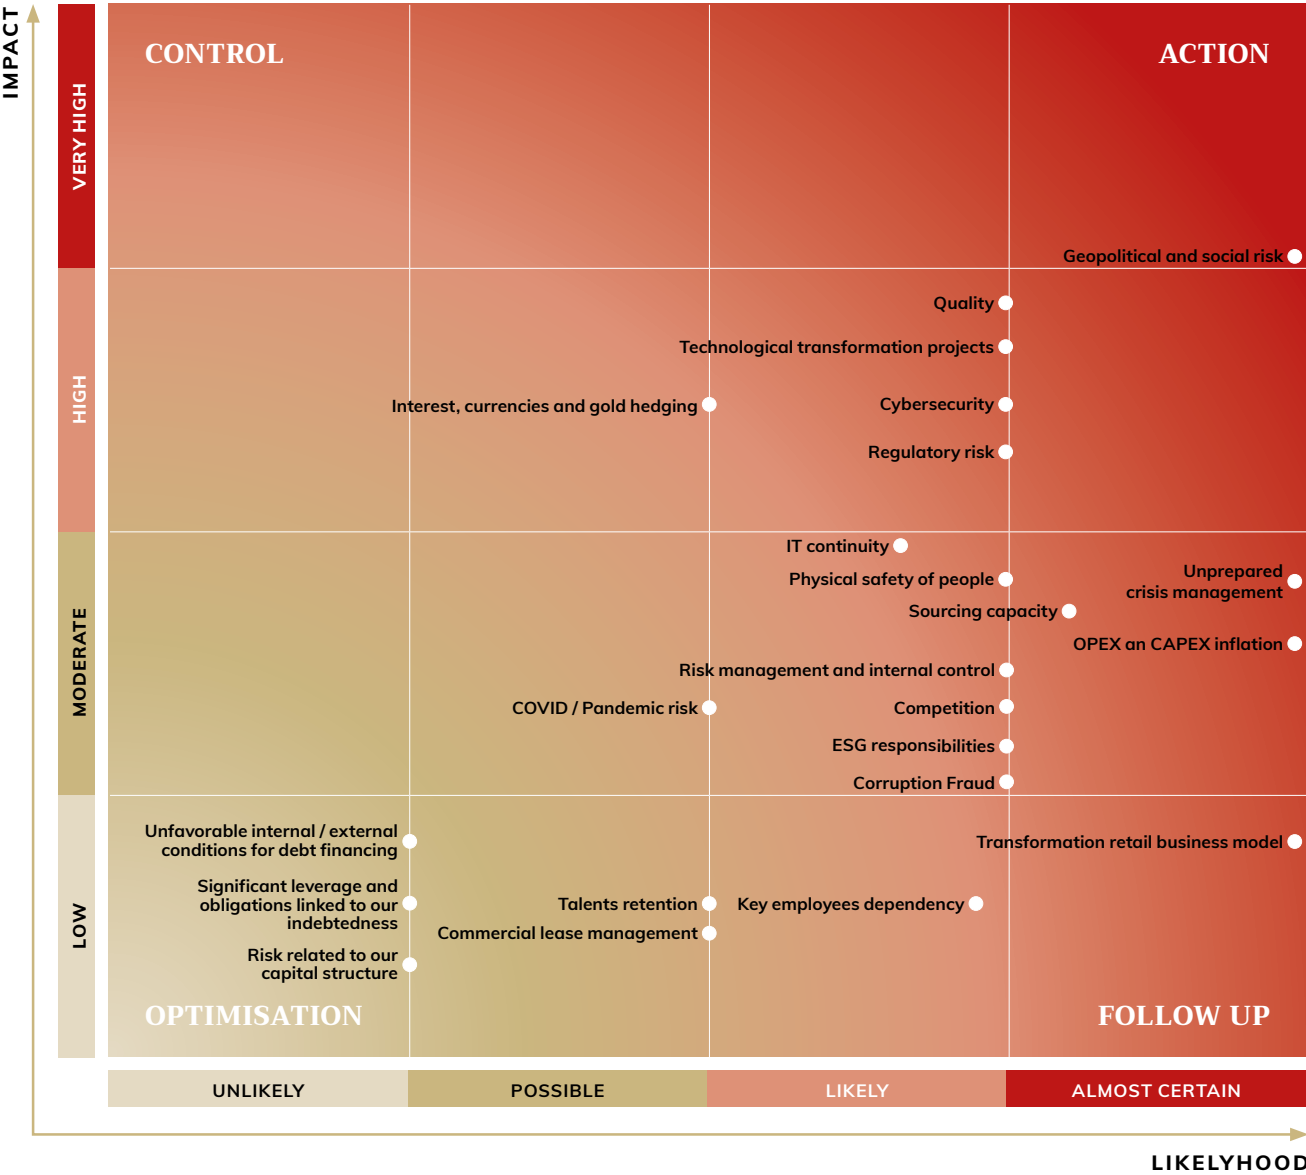 IMPACT
VERY HIGH
HIGH
MODERATE
LOW
CONTROL
ACTION
Geopolitical and social risk
Quality
Technological transformation projects
Interest, currencies and gold hedging
Cybersecurity
Regulatory risk
IT continuity
Unprepared
crisis management
Physical safety of people
Sourcing capacity
OPEX an CAPEX inflation
Risk management and internal control
COVID / Pandemic risk
Competition
ESG responsibilities
Corruption Fraud
Unfavorable internal / external
conditions for debt financing
Transformation retail business model
Significant leverage and
obligations linked to our
indebtedness
Talents retention
Key employees dependency
Commercial lease management
Risk related to our
capital structure
OPTIMISATION
FOLLOW UP
UNLIKELY
POSSIBLE
LIKELY
ALMOST CERTAIN
LIKELYHOOD